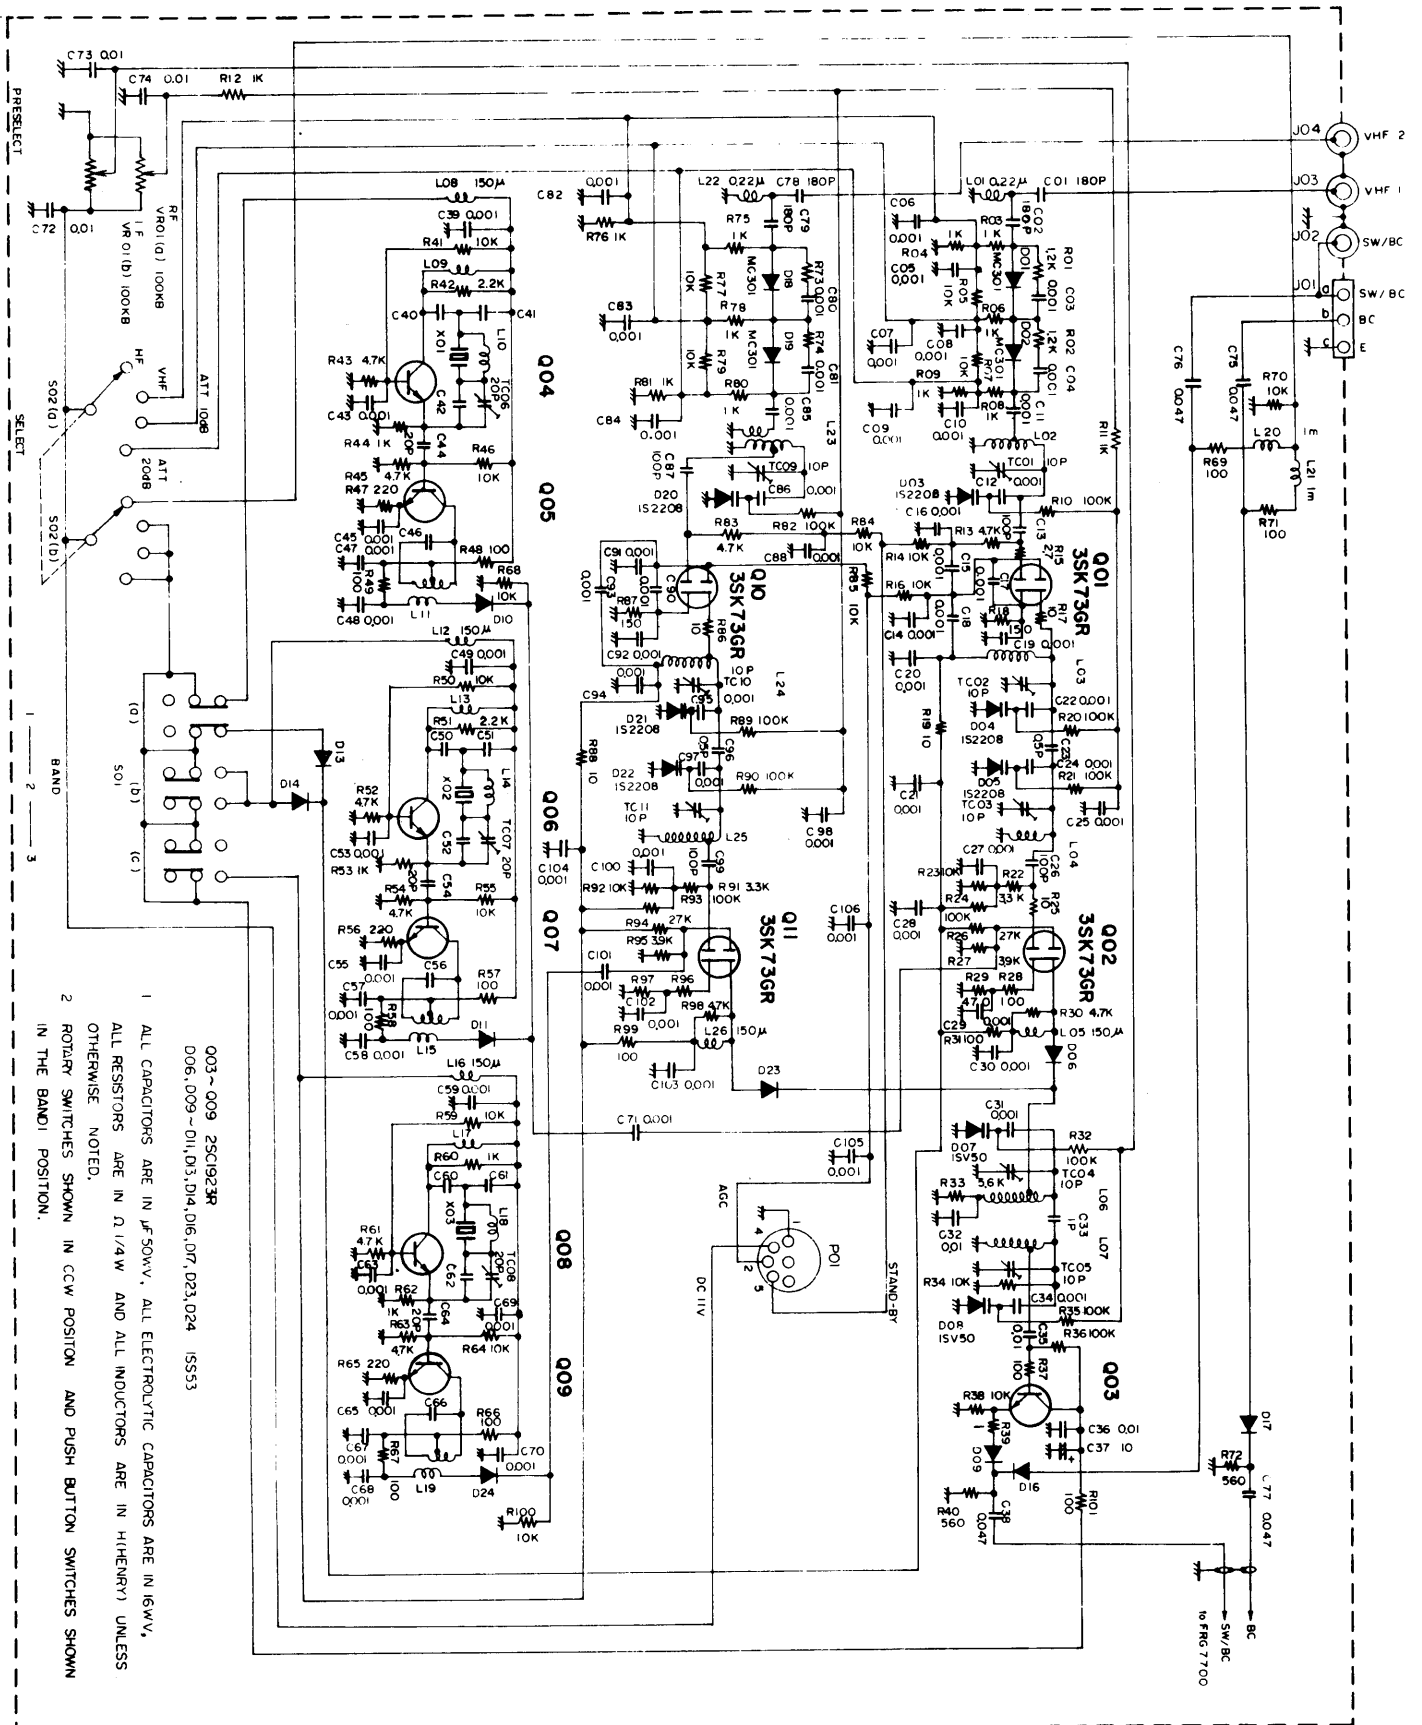 J04
VHF 2
J03
VHF 1
J02
SW/BC
J01
a
SW/BC
b
BC
c
E
C73 0.01
C74 0.01
R12 1K
PRESELECT
RF
VR01(a) 100KB
IF
VR01(b) 100KB
C72 0.01
HF
VHF
ATT 10dB
ATT
20dB
S02(a)
SELECT
S02(b)
L08 150μ
C39 0.001
R41 10K
L09
R42 2.2K
C40
C41
X01
L10
TC06
20P
R43 4.7K
C43 0.001
C42
R44 1K
20P
C44
R45
4.7K
R46
10K
R47 220
C45
0.001
C46
C47
0.001
R48 100
R49
100
C48 0.001
L11
R68
10K
D10
Q04
Q05
C82
0.001
R76 1K
L22 0.22μ
C78 180P
180P
C79
R75
1K
MC301
D18
R73
0.001
C80
R77
10K
R78
1K
C83
0.001
MC301
D19
R74
0.001
C81
R79
10K
R80
1K
R81 1K
C84
0.001
0.001
C85
L23
C87
100P
TC09 10P
D20
1S2208
C86 0.001
R83
4.7K
R82 100K
C88
0.001
R84
10K
R85 10K
L01 0.22μ
C01 180P
180P
C02
C06
0.001
R03
1K
R04
1K
C05
0.001
MC301
D01
R01
1.2K
0.001
C03
R05
10K
R06
1K
C07
0.001
C08
0.001
MC301
D02
R02
1.2K
0.001
C04
R07
10K
R08
1K
R09
1K
C09
0.001
C10
0.001
0.001
C11
L02
TC01 10P
D03
1S2208
C12 0.001
R10 100K
R11 1K
C13
100P
C76
0.047
C75
0.047
R70
10K
L20 1m
L21 1m
R69
100
R71
100
C16 0.001
R13 4.7K
R14 10K
C15
0.001
R15
27
Q01
3SK73GR
C17
0.001
R16 10K
R18
150
R17
10
C14 0.001
C18
0.001
C19 0.001
C20
0.001
L03
TC02
10P
R19 10
D04
1S2208
C22 0.001
R20 100K
C23
0.5P
C21
0.001
D05
1S2208
C24 0.001
R21 100K
TC03
10P
C25 0.001
L04
C27 0.001
C26
100P
R23 10K
R22
3.3K
R24
100K
R25
10
C28
0.001
R26
27K
R27
3.9K
Q02
3SK73GR
R29
470
R28
100
C29
0.001
R30 4.7K
R31 100
L05 150μ
C30 0.001
D06
C31
0.001
D07
1SV50
R32
100K
TC04
10P
R33 5.6K
L06
C32
0.01
C33
1P
L07
TC05
10P
R34 10K
D08
1SV50
C34 0.001
R35 100K
C35
0.01
R36 100K
R37
100
Q03
R38 10K
R39
1
D09
C36 0.01
C37 10
+
D16
R40
560
C38
0.047
R101
100
D17
R72
560
C77 0.047
BC
SW/BC
to FRG7700
C91 0.001
C93
0.001
C90
0.001
Q10
3SK73GR
R87
150
R86
10
C92 0.001
C94
0.001
10P
TC10
L24
D21
1S2208
C95
0.001
R89 100K
C96
0.5P
C97
0.001
D22
1S2208
R90 100K
TC11
10P
L25
C98
0.001
R88
10
C104
0.001
C100
0.001
C99
100P
R92 10K
R91 3.3K
R93
100K
R94
27K
R95 3.9K
C101
0.001
Q11
3SK73GR
R97
R96
C102
0.001
R98 47K
R99
100
L26 150μ
C103 0.001
D23
C106
0.001
C71 0.001
C105
0.001
AGC
P01
1
4
2
5
STAND-BY
DC 11V
L12 150μ
C49 0.001
R50 10K
L13
R51 2.2K
C50
C51
X02
L14
TC07 20P
R52
4.7K
C53 0.001
C52
R53 1K
20P
C54
R54
4.7K
R55
10K
R56 220
C55
0.001
C56
C57
0.001
R57
100
R58
100
C58 0.001
L15
D11
Q06
Q07
D13
D14
(a)
(b)
(c)
S01
BAND
1 — 2 — 3
L16 150μ
C59 0.001
R59 10K
L17
R60 1K
C60
C61
X03
L18
TC08
20P
R61
4.7K
C63
0.001
C62
R62
1K
20P
C64
C69
0.001
R63
4.7K
R64 10K
R65 220
C65 0.001
C66
C67
0.001
R66
100
R67
100
C68
0.001
L19
D24
C70
0.001
R100
10K
Q08
Q09
Q03~Q09 2SC1923R
D06,D09~D11,D13,D14,D16,D17,D23,D24 1SS53
1 ALL CAPACITORS ARE IN μF 50WV, ALL ELECTROLYTIC CAPACITORS ARE IN 16WV,
ALL RESISTORS ARE IN Ω 1/4W AND ALL INDUCTORS ARE IN H(HENRY) UNLESS
OTHERWISE NOTED.
2 ROTARY SWITCHES SHOWN IN CCW POSITON AND PUSH BUTTON SWITCHES SHOWN
IN THE BAND1 POSITION.